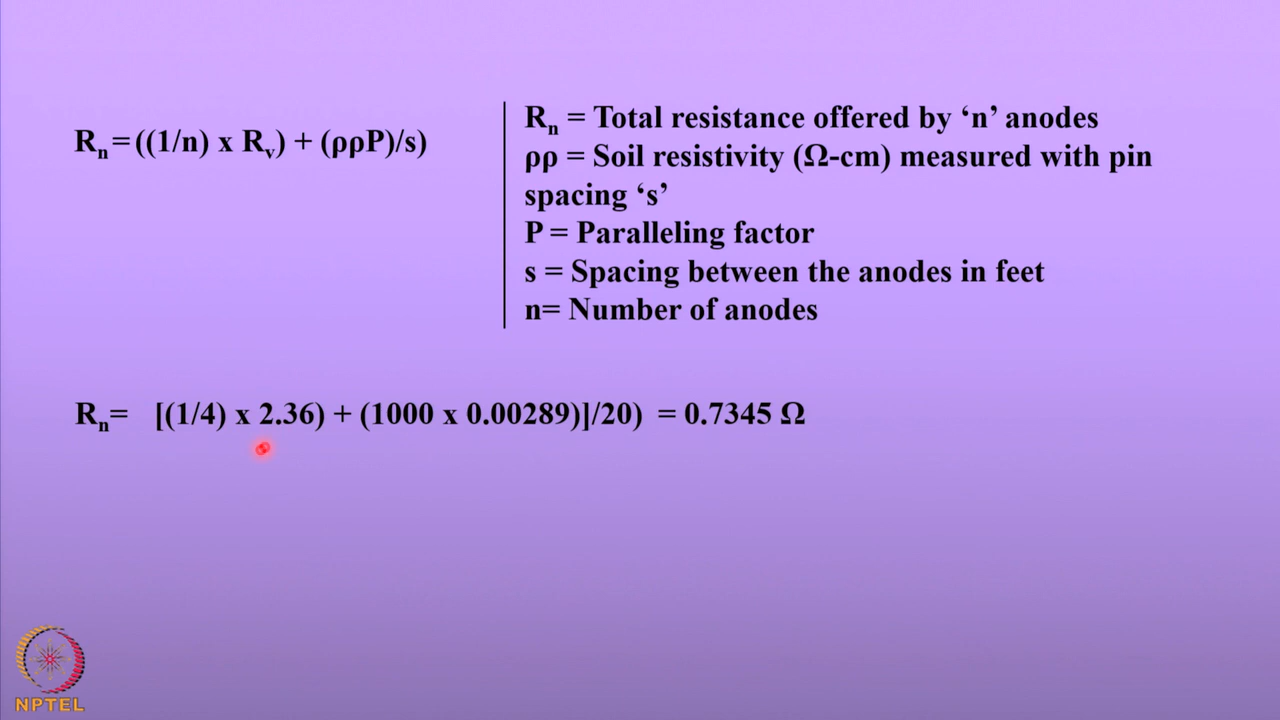 Rₙ = ((1/n) x Rᵥ) + (ρρP)/s)
Rₙ = Total resistance offered by ‘n’ anodes
ρρ = Soil resistivity (Ω-cm) measured with pin
spacing ‘s’
P = Paralleling factor
s = Spacing between the anodes in feet
n= Number of anodes
Rₙ= [(1/4) x 2.36) + (1000 x 0.00289)]/20) = 0.7345 Ω
NPTEL